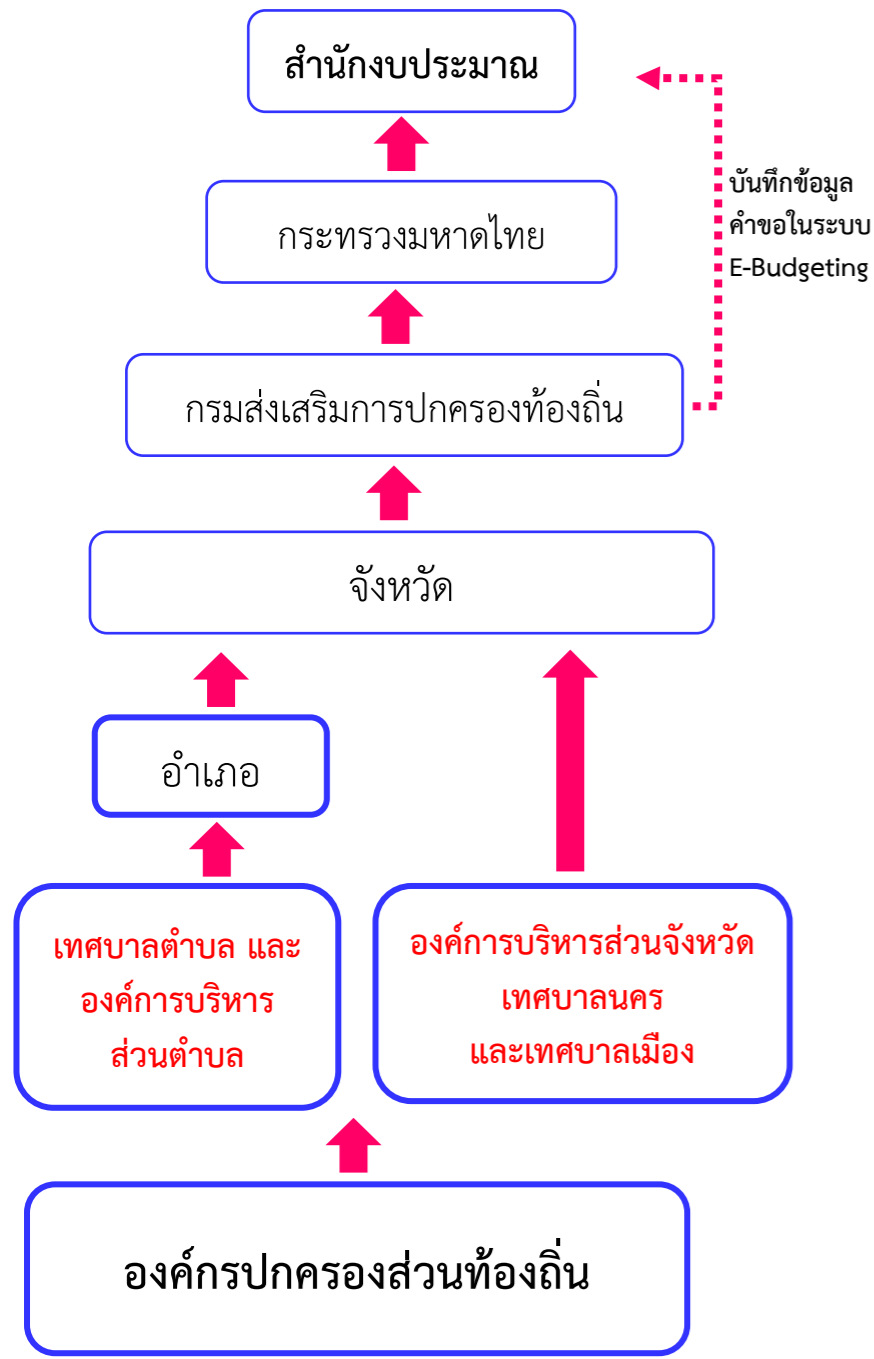 สำนักงบประมาณ
บันทึกข้อมูล
คำขอในระบบ
E-Budgeting
กระทรวงมหาดไทย
กรมส่งเสริมการปกครองท้องถิ่น
จังหวัด
อำเภอ
เทศบาลตำบล และ
องค์การบริหาร
ส่วนตำบล
องค์การบริหารส่วนจังหวัด
เทศบาลนคร
และเทศบาลเมือง
องค์กรปกครองส่วนท้องถิ่น